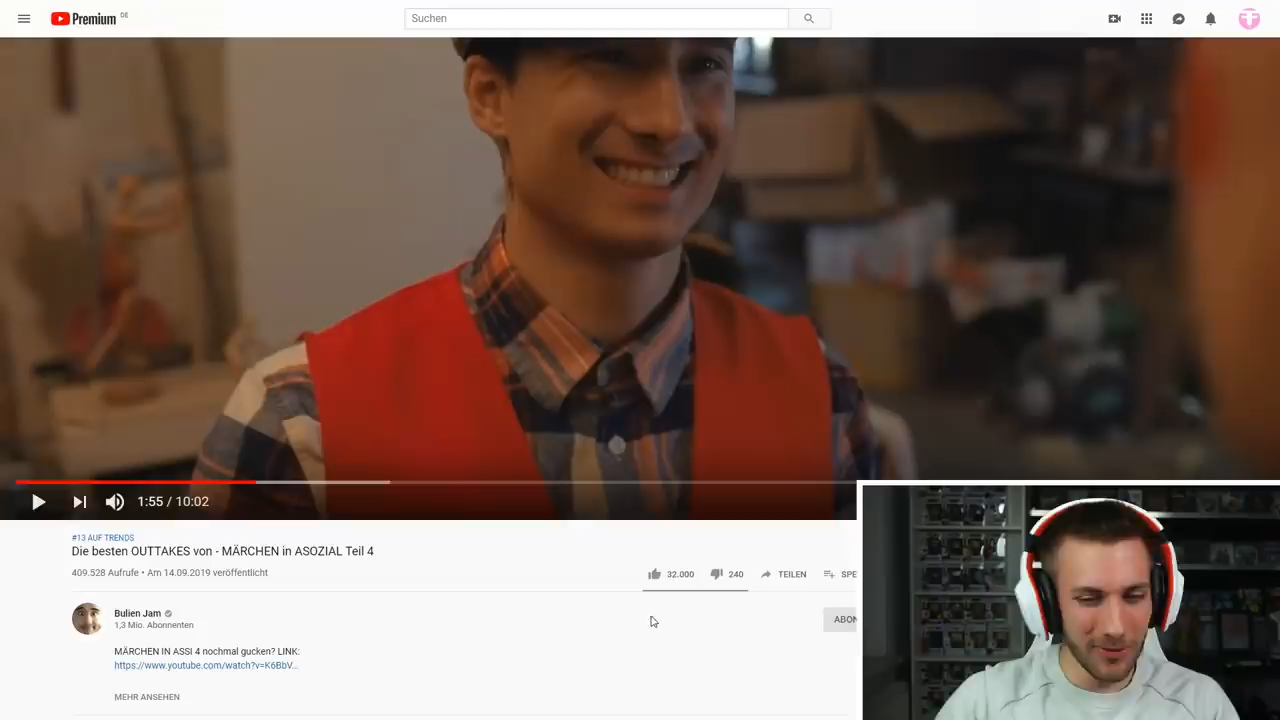 Premium DE
Suchen
1:55 / 10:02
#13 AUF TRENDS
Die besten OUTTAKES von - MÄRCHEN in ASOZIAL Teil 4
409.528 Aufrufe • Am 14.09.2019 veröffentlicht
32.000
240
TEILEN
SPE
Bulien Jam
1,3 Mio. Abonnenten
ABON
MÄRCHEN IN ASSI 4 nochmal gucken? LINK:
https://www.youtube.com/watch?v=K6BbV...
MEHR ANSEHEN